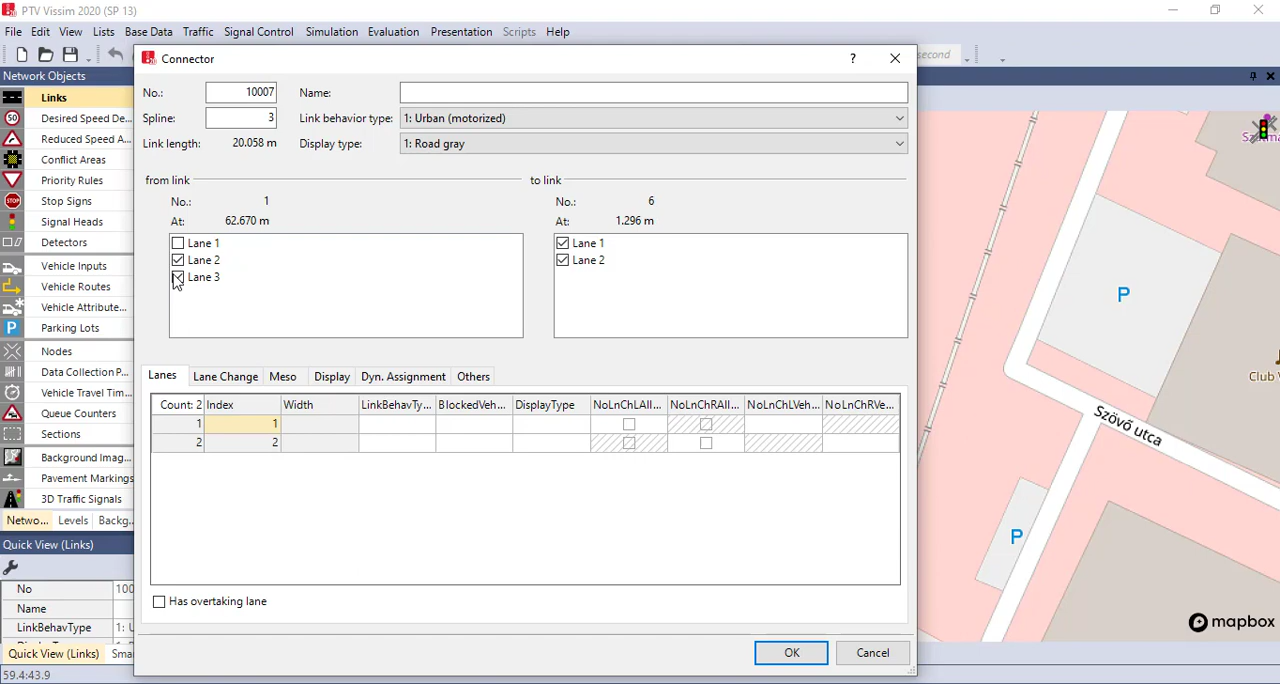 PTV Vissim 2020 (SP 13)
File Edit View Lists Base Data Traffic Signal Control Simulation Evaluation Presentation Scripts Help
Network Objects
Links
50
Desired Speed De...
Reduced Speed A...
Conflict Areas
Priority Rules
STOP
Stop Signs
Signal Heads
Detectors
Vehicle Inputs
Vehicle Routes
Vehicle Attribute...
P
Parking Lots
Nodes
Data Collection P...
Vehicle Travel Tim...
Queue Counters
Sections
Background Imag...
Pavement Markings
3D Traffic Signals
Netwo... Levels Backg...
Quick View (Links)
No 100
Name
LinkBehavType 1: U
Quick View (Links) Sma
59.4:43.9
Connector
?
No.: 10007 Name:
Spline: 3 Link behavior type: 1: Urban (motorized)
Link length: 20.058 m Display type: 1: Road gray
from link to link
No.: 1 No.: 6
At: 62.670 m At: 1.296 m
Lane 1 Lane 1
Lane 2 Lane 2
Lane 3
Lanes Lane Change Meso Display Dyn. Assignment Others
Count: 2 Index Width LinkBehavTy... BlockedVeh... DisplayType NoLnChLAll... NoLnChRAll... NoLnChLVeh... NoLnChRVe...
1 1
2 2
Has overtaking lane
OK Cancel
second
P
Club
Szövő utca
P
mapbox